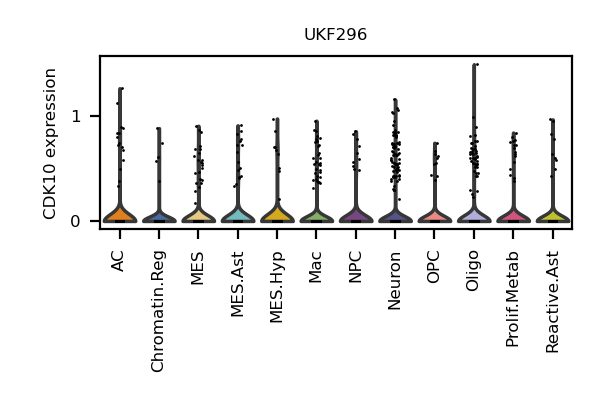 UKF296
CDK10 expression
1
0
AC
Chromatin.Reg
MES
MES.Ast
MES.Hyp
Mac
NPC
Neuron
OPC
Oligo
Prolif.Metab
Reactive.Ast